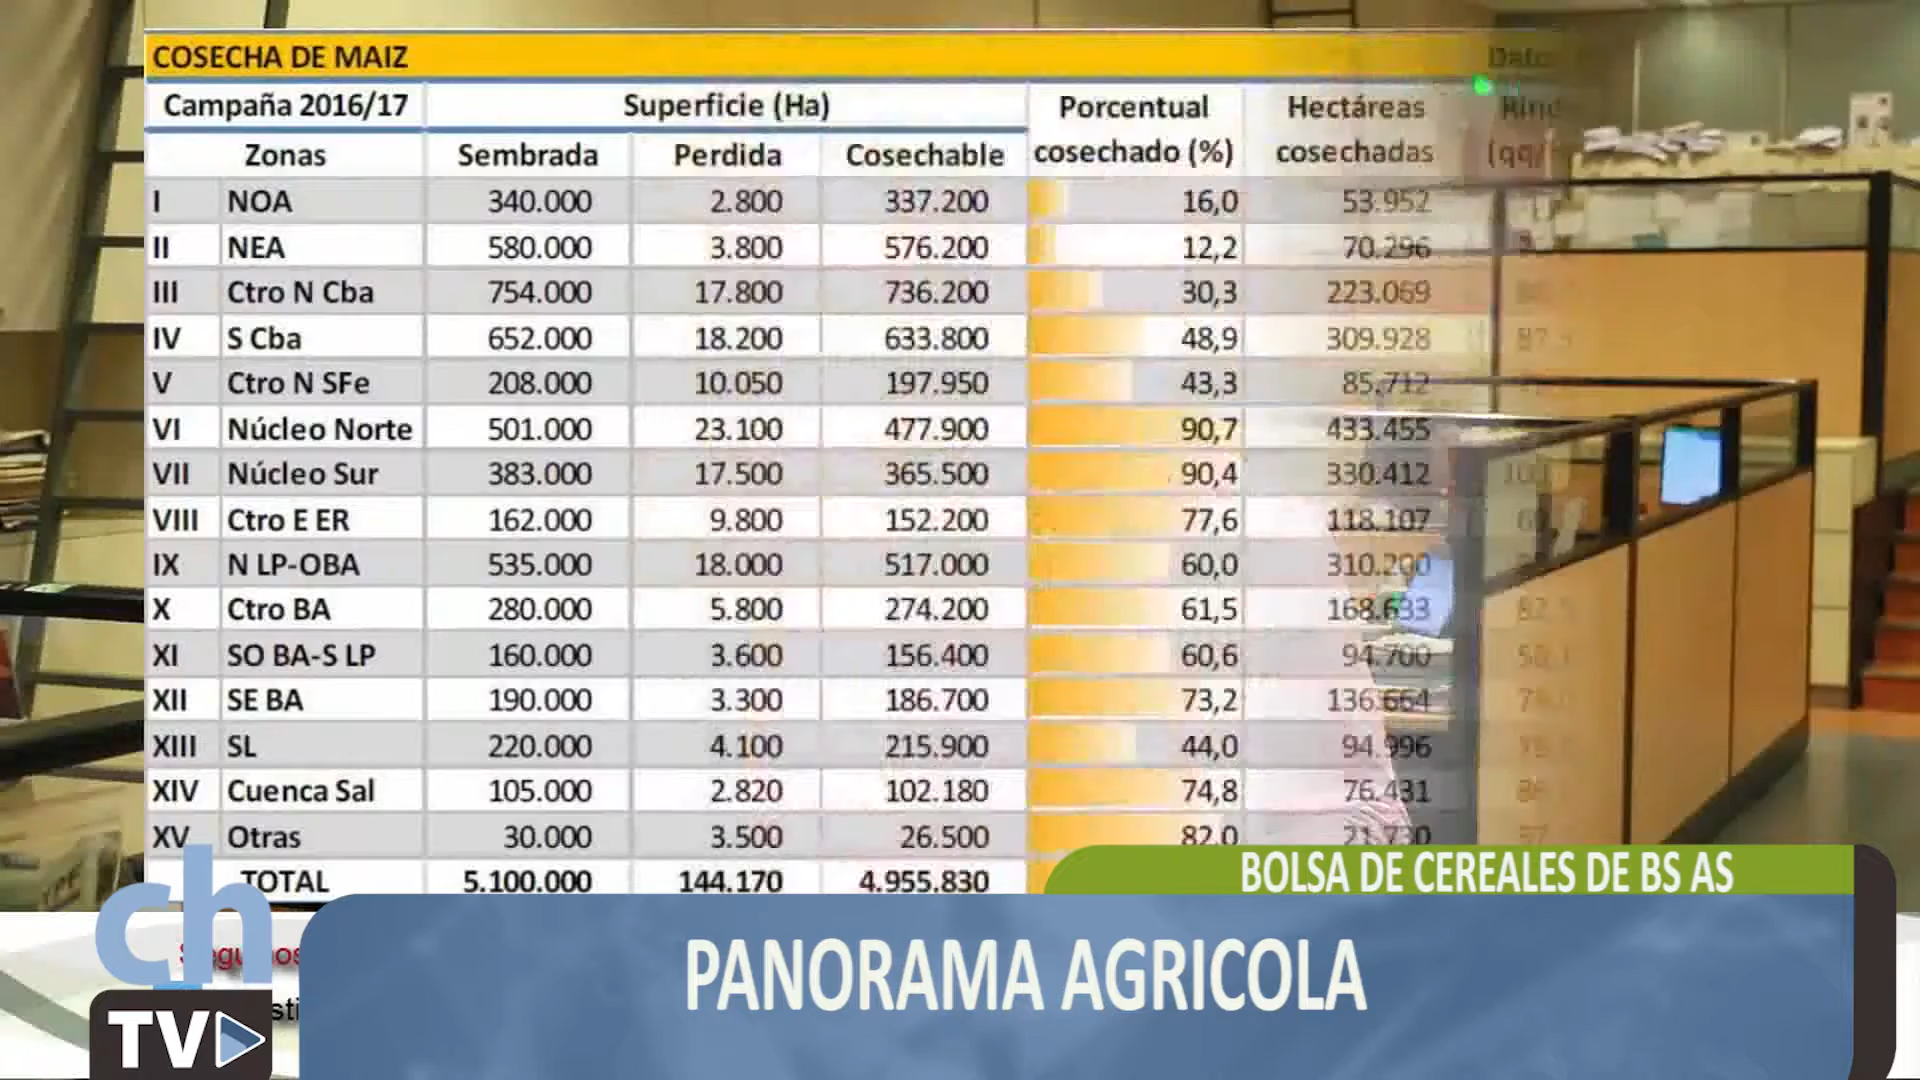 COSECHA DE MAIZ
Campaña 2016/17 Superficie (Ha) Porcentual cosechado (%) Hectáreas cosechadas
Zonas Sembrada Perdida Cosechable
I NOA 340.000 2.800 337.200 16,0 53.952
II NEA 580.000 3.800 576.200 12,2 70.296
III Ctro N Cba 754.000 17.800 736.200 30,3 223.069
IV S Cba 652.000 18.200 633.800 48,9 309.928
V Ctro N SFe 208.000 10.050 197.950 43,3 85.712
VI Núcleo Norte 501.000 23.100 477.900 90,7 433.455
VII Núcleo Sur 383.000 17.500 365.500 90,4 330.412
VIII Ctro E ER 162.000 9.800 152.200 77,6 118.107
IX N LP-OBA 535.000 18.000 517.000 60,0 310.200
X Ctro BA 280.000 5.800 274.200 61,5 168.633
XI SO BA-S LP 160.000 3.600 156.400 60,6 94.700
XII SE BA 190.000 3.300 186.700 73,2 136.664
XIII SL 220.000 4.100 215.900 44,0 94.996
XIV Cuenca Sal 105.000 2.820 102.180 74,8 76.431
XV Otras 30.000 3.500 26.500 82,0 21.730
TOTAL 5.100.000 144.170 4.955.830
BOLSA DE CEREALES DE BS AS
PANORAMA AGRICOLA
ch
TV